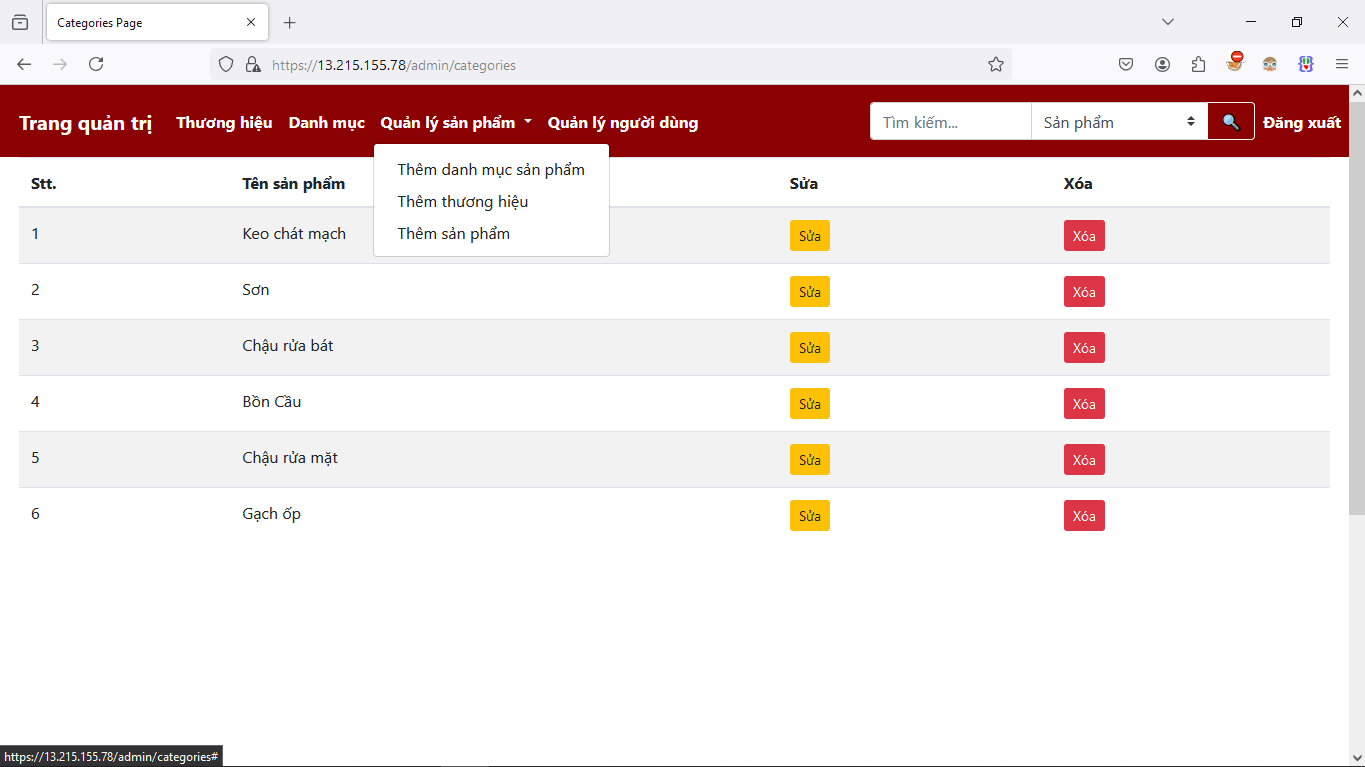 Categories Page
https://13.215.155.78/admin/categories
Trang quản trị Thương hiệu Danh mục Quản lý sản phẩm Quản lý người dùng Tìm kiếm... Sản phẩm Đăng xuất
Thêm danh mục sản phẩm
Thêm thương hiệu
Thêm sản phẩm
Stt. Tên sản phẩm Sửa Xóa
1 Keo chát mạch Sửa Xóa
2 Sơn Sửa Xóa
3 Chậu rửa bát Sửa Xóa
4 Bồn Cầu Sửa Xóa
5 Chậu rửa mặt Sửa Xóa
6 Gạch ốp Sửa Xóa
https://13.215.155.78/admin/categories#